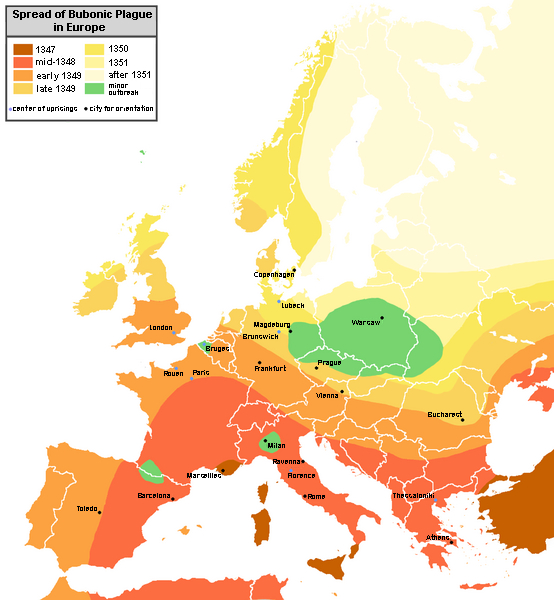 Spread of Bubonic Plague
in Europe
1347
mid-1348
early 1349
late 1349
1350
1351
after 1351
minor
outbreak
center of uprisings
city for orientation
Copenhagen
Lubeck
Magdeburg
Brunswick
Warsaw
London
Bruges
Prague
Frankfurt
Rouen
Paris
Vienna
Bucharest
Milan
Ravenna
Marseilles
Florence
Barcelona
Rome
Thessaloniki
Toledo
Athens